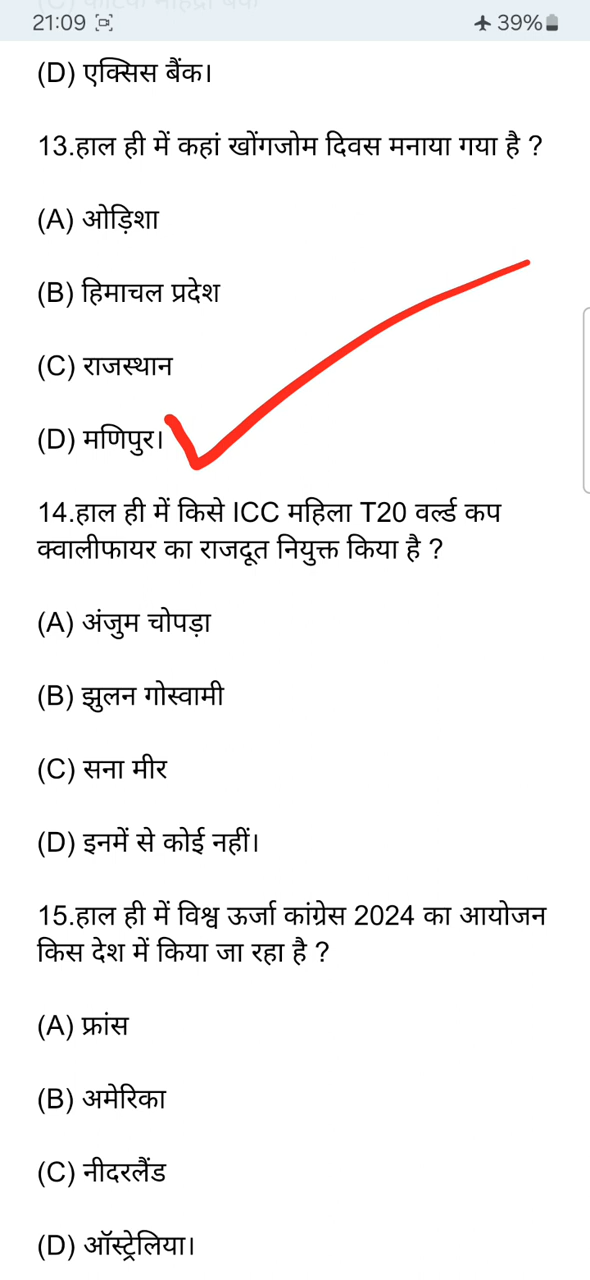 21:09
39%
(D) एक्सिस बैंक।
13.हाल ही में कहां खोंगजोम दिवस मनाया गया है ?
(A) ओड़िशा
(B) हिमाचल प्रदेश
(C) राजस्थान
(D) मणिपुर।
14.हाल ही में किसे ICC महिला T20 वर्ल्ड कप
क्वालीफायर का राजदूत नियुक्त किया है ?
(A) अंजुम चोपड़ा
(B) झुलन गोस्वामी
(C) सना मीर
(D) इनमें से कोई नहीं।
15.हाल ही में विश्व ऊर्जा कांग्रेस 2024 का आयोजन
किस देश में किया जा रहा है ?
(A) फ्रांस
(B) अमेरिका
(C) नीदरलैंड
(D) ऑस्ट्रेलिया।